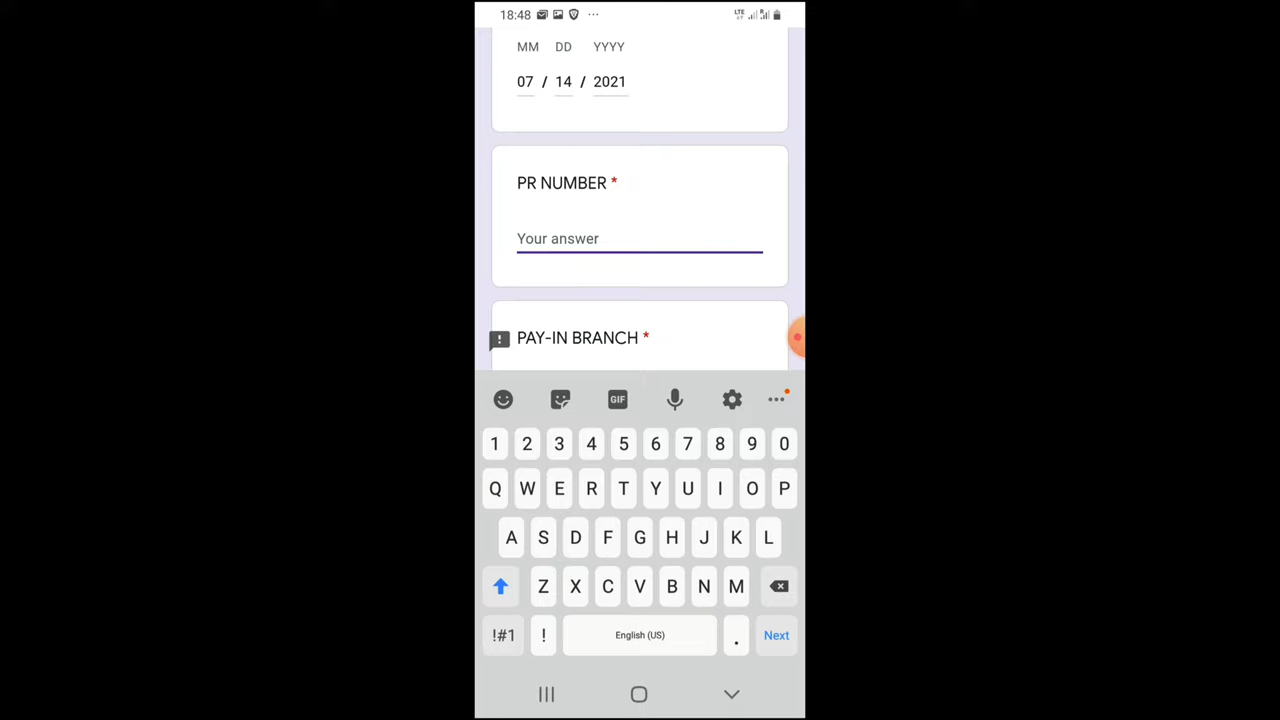 18:48 ... LTE R
MM DD YYYY
07 / 14 / 2021
PR NUMBER *
Your answer
! PAY-IN BRANCH *
GIF ...
1 2 3 4 5 6 7 8 9 0
Q W E R T Y U I O P
A S D F G H J K L
Z X C V B N M
!#1 ! English (US) . Next